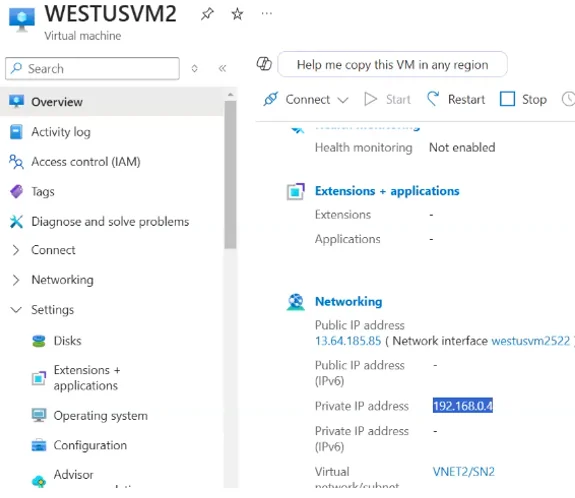 WESTUSVM2
Virtual machine
Search
Overview
Activity log
Access control (IAM)
Tags
Diagnose and solve problems
Connect
Networking
Settings
Disks
Extensions +
applications
Operating system
Configuration
Advisor
Help me copy this VM in any region
Connect
Start
Restart
Stop
Health monitoring
Health monitoring Not enabled
Extensions + applications
Extensions -
Applications -
Networking
Public IP address
13.64.185.85 ( Network interface westusvm2522 )
Public IP address -
(IPv6)
Private IP address 192.168.0.4
Private IP address -
(IPv6)
Virtual VNET2/SN2
network/subnet